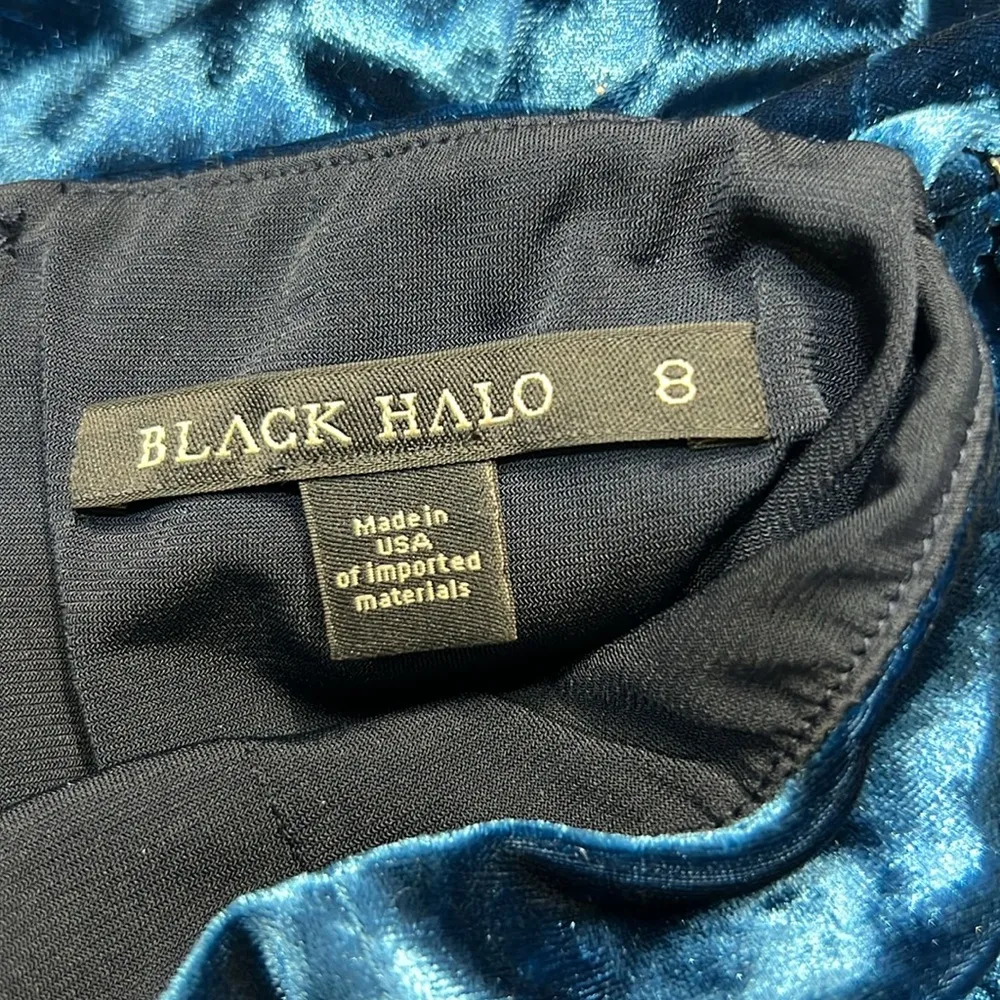 BLACK HALO 8
Made in
USA
of imported
materials